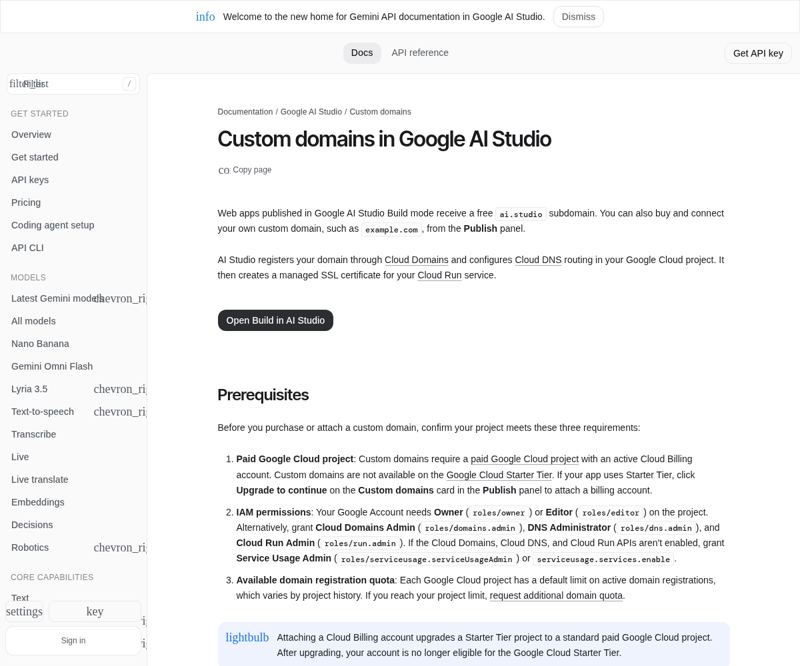 info Welcome to the new home for Gemini API documentation in Google AI Studio. Dismiss
Docs API reference Get API key
/
GET STARTED
Overview
Get started
API keys
Pricing
Coding agent setup
API CLI
MODELS
Latest Gemini models chevron_ri
All models
Nano Banana
Gemini Omni Flash
Lyria 3.5 chevron_ri
Text-to-speech chevron_ri
Transcribe
Live
Live translate
Embeddings
Decisions
Robotics chevron_ri
CORE CAPABILITIES
Text
settings key
Sign in
Documentation / Google AI Studio / Custom domains
Custom domains in Google AI Studio
co Copy page
Web apps published in Google AI Studio Build mode receive a free ai.studio subdomain. You can also buy and connect
your own custom domain, such as example.com , from the Publish panel.
AI Studio registers your domain through Cloud Domains and configures Cloud DNS routing in your Google Cloud project. It
then creates a managed SSL certificate for your Cloud Run service.
Open Build in AI Studio
Prerequisites
Before you purchase or attach a custom domain, confirm your project meets these three requirements:
1. Paid Google Cloud project: Custom domains require a paid Google Cloud project with an active Cloud Billing
account. Custom domains are not available on the Google Cloud Starter Tier. If your app uses Starter Tier, click
Upgrade to continue on the Custom domains card in the Publish panel to attach a billing account.
2. IAM permissions: Your Google Account needs Owner ( roles/owner ) or Editor ( roles/editor ) on the project.
Alternatively, grant Cloud Domains Admin ( roles/domains.admin ), DNS Administrator ( roles/dns.admin ), and
Cloud Run Admin ( roles/run.admin ). If the Cloud Domains, Cloud DNS, and Cloud Run APIs aren't enabled, grant
Service Usage Admin ( roles/serviceusage.serviceUsageAdmin ) or serviceusage.services.enable .
3. Available domain registration quota: Each Google Cloud project has a default limit on active domain registrations,
which varies by project history. If you reach your project limit, request additional domain quota.
lightbulb Attaching a Cloud Billing account upgrades a Starter Tier project to a standard paid Google Cloud project.
After upgrading, your account is no longer eligible for the Google Cloud Starter Tier.